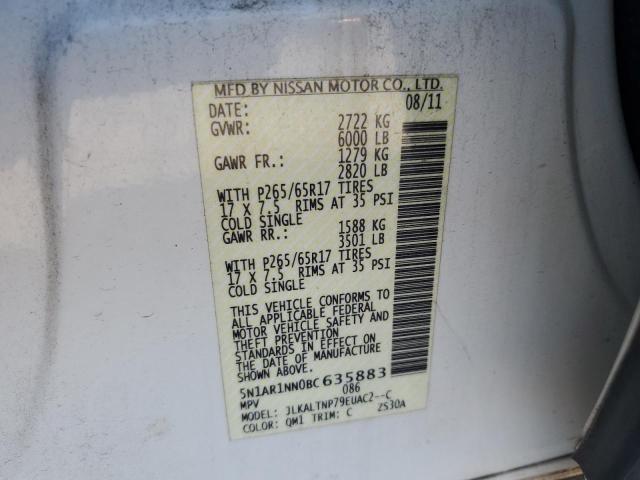 MFD BY NISSAN MOTOR CO., LTD.
DATE: 08/11
GVWR: 2722 KG
6000 LB
GAWR FR.: 1279 KG
2820 LB
WITH P265/65R17 TIRES
17 X 7.5 RIMS AT 35 PSI
COLD SINGLE
GAWR RR.: 1588 KG
3501 LB
WITH P265/65R17 TIRES
17 X 7.5 RIMS AT 35 PSI
COLD SINGLE
THIS VEHICLE CONFORMS TO
ALL APPLICABLE FEDERAL
MOTOR VEHICLE SAFETY AND
THEFT PREVENTION
STANDARDS IN EFFECT ON
THE DATE OF MANUFACTURE
SHOWN ABOVE.
5N1AR1NN0BC635883
MPV 086
MODEL: JLKALTNP79EUAC2--C
COLOR: QM1 TRIM: C ZS30A